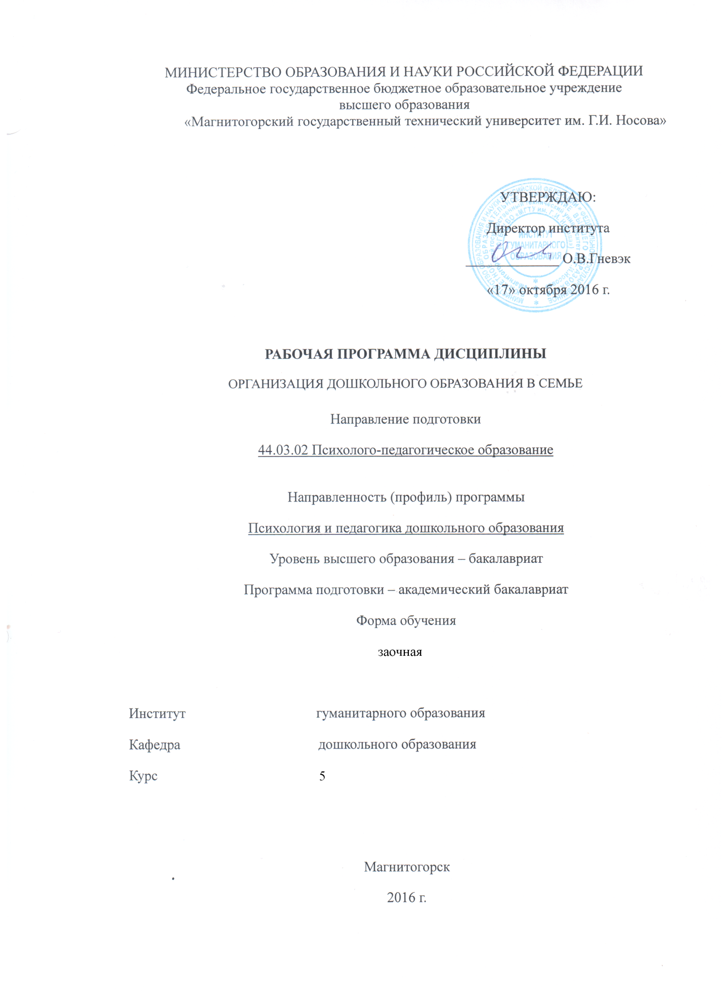 МИНИСТЕРСТВО ОБРАЗОВАНИЯ И НАУКИ РОССИЙСКОЙ ФЕДЕРАЦИИ
Федеральное государственное бюджетное образовательное учреждение
высшего образования
«Магнитогорский государственный технический университет им. Г.И. Носова»
УТВЕРЖДАЮ:
Директор института
ИНСТИТУТ
ГУМАНИТАРНОГО
ОБРАЗОВАНИЯ
О.В.Гневэк
«17» октября 2016 г.
РАБОЧАЯ ПРОГРАММА ДИСЦИПЛИНЫ
ОРГАНИЗАЦИЯ ДОШКОЛЬНОГО ОБРАЗОВАНИЯ В СЕМЬЕ
Направление подготовки
44.03.02 Психолого-педагогическое образование
Направленность (профиль) программы
Психология и педагогика дошкольного образования
Уровень высшего образования – бакалавриат
Программа подготовки – академический бакалавриат
Форма обучения
заочная
Институт гуманитарного образования
Кафедра дошкольного образования
Курс 5
Магнитогорск
2016 г.